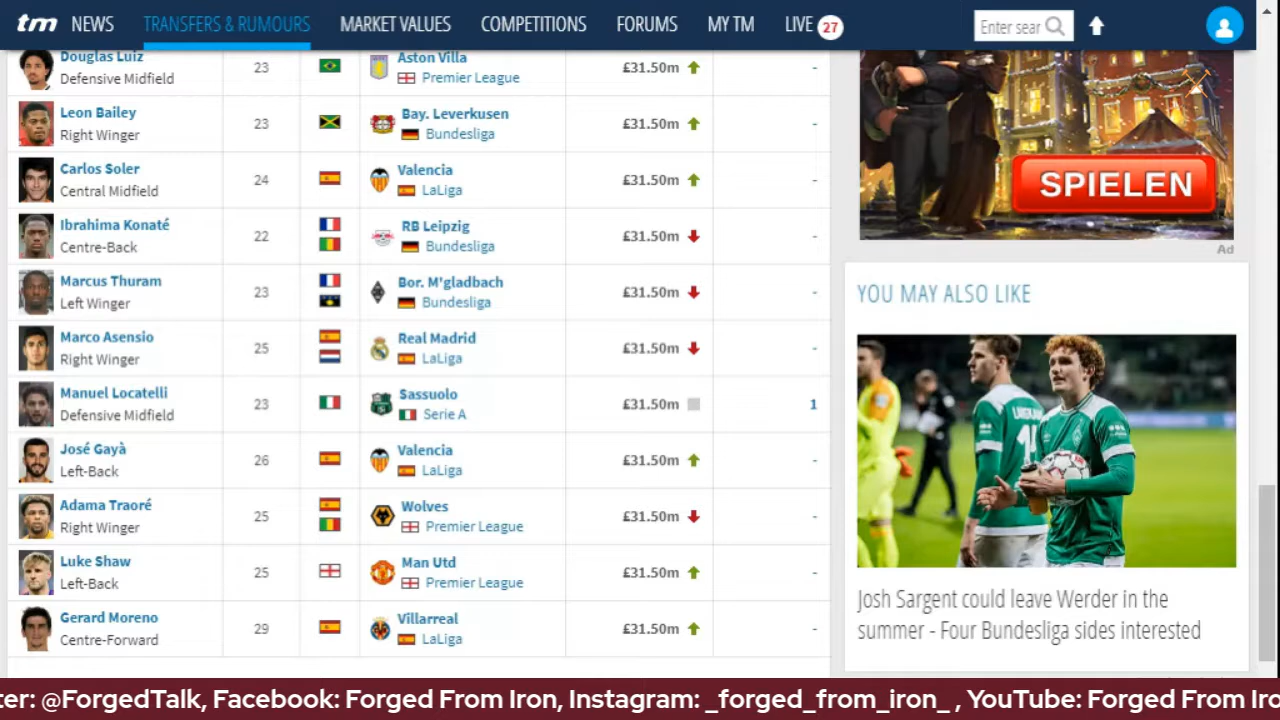 tm NEWS TRANSFERS & RUMOURS MARKET VALUES COMPETITIONS FORUMS MY TM LIVE 27 Enter sear
Douglas Luiz
Defensive Midfield
23
Aston Villa
Premier League
£31.50m
-
Leon Bailey
Right Winger
23
Bay. Leverkusen
Bundesliga
£31.50m
-
Carlos Soler
Central Midfield
24
Valencia
LaLiga
£31.50m
-
Ibrahima Konaté
Centre-Back
22
RB Leipzig
Bundesliga
£31.50m
-
Marcus Thuram
Left Winger
23
Bor. M'gladbach
Bundesliga
£31.50m
-
Marco Asensio
Right Winger
25
Real Madrid
LaLiga
£31.50m
-
Manuel Locatelli
Defensive Midfield
23
Sassuolo
Serie A
£31.50m
1
José Gayà
Left-Back
26
Valencia
LaLiga
£31.50m
-
Adama Traoré
Right Winger
25
Wolves
Premier League
£31.50m
-
Luke Shaw
Left-Back
25
Man Utd
Premier League
£31.50m
-
Gerard Moreno
Centre-Forward
29
Villarreal
LaLiga
£31.50m
-
SPIELEN
Ad
YOU MAY ALSO LIKE
Josh Sargent could leave Werder in the
summer - Four Bundesliga sides interested
ter: @ForgedTalk, Facebook: Forged From Iron, Instagram: _forged_from_iron_ , YouTube: Forged From Iro